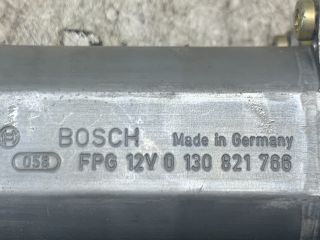 BOSCH Made in Germany
058 FPG 12V 0 130 821 766